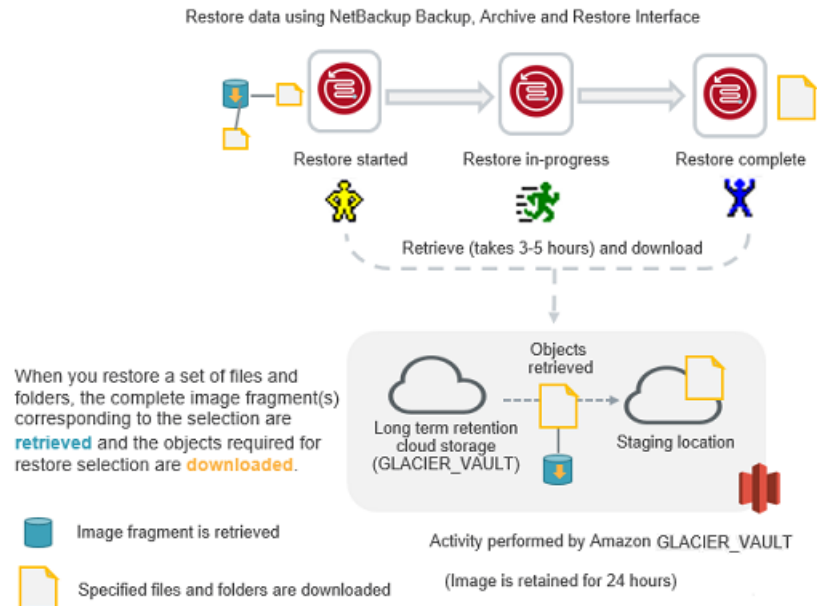 Restore data using NetBackup Backup, Archive and Restore Interface
Restore started
Restore in-progress
Restore complete
Retrieve (takes 3-5 hours) and download
When you restore a set of files and
folders, the complete image fragment(s)
corresponding to the selection are
retrieved and the objects required for
restore selection are downloaded.
Objects
retrieved
Long term retention
cloud storage
(GLACIER_VAULT)
Staging location
Image fragment is retrieved
Specified files and folders are downloaded
Activity performed by Amazon GLACIER_VAULT
(Image is retained for 24 hours)